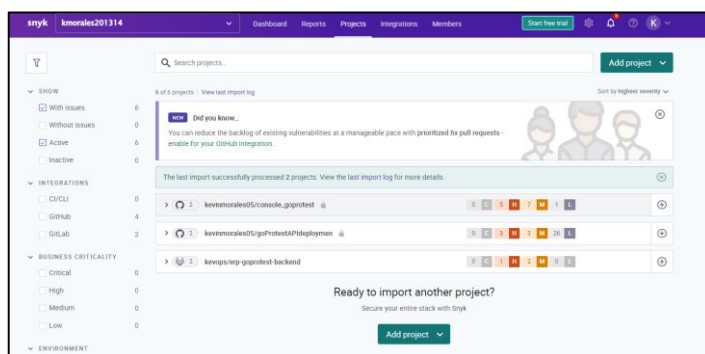 snyk kmorales201314 Dashboard Reports Projects Integrations Members Start free trial K
Search projects... Add project
6 of 6 projects | View last import log Sort by highest severity
SHOW
With issues 6
Without issues 0
Active 6
Inactive 0
INTEGRATIONS
CI/CLI 0
GitHub 4
GitLab 2
BUSINESS CRITICALITY
Critical 0
High 0
Medium 0
Low 0
ENVIRONMENT
NEW Did you know...
You can reduce the backlog of existing vulnerabilities at a manageable pace with prioritized fix pull requests -
enable for your GitHub integration.
The last import successfully processed 2 projects. View the last import log for more details.
2 kevinmorales05/console_goprotest 0 C 5 H 7 M 1 L
2 kevinmorales05/goProtestAPIdeploymen 0 C 3 H 3 M 26 L
2 kevops/erp-goprotest-backend 0 C 1 H 2 M 0 L
Ready to import another project?
Secure your entire stack with Snyk
Add project